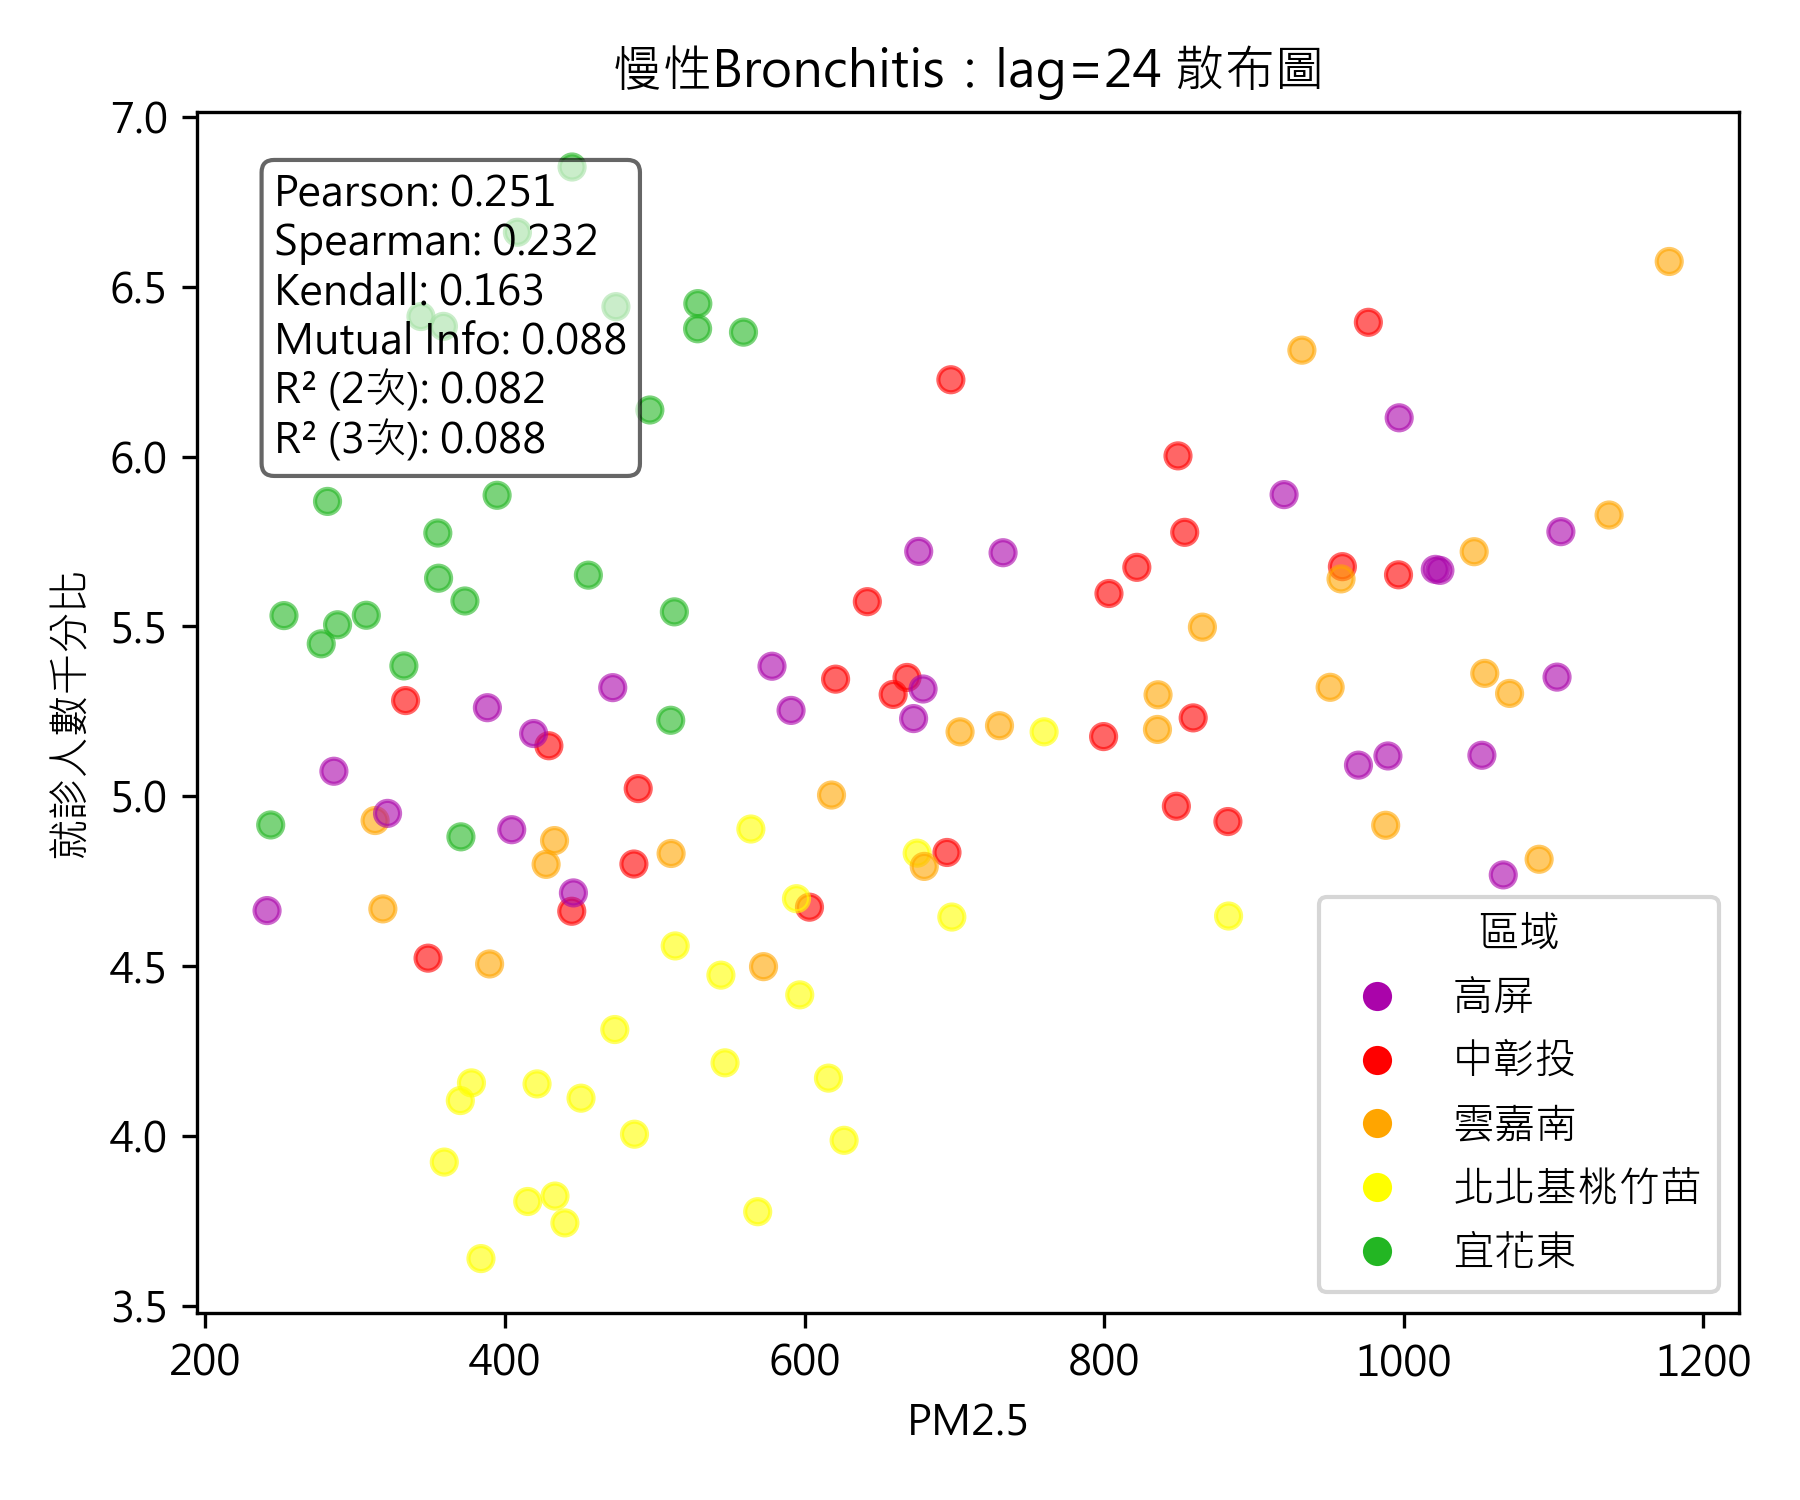 慢性Bronchitis：lag=24 散布圖
7.0
6.5
6.0
5.5
5.0
4.5
4.0
3.5
就診人數千分比
Pearson: 0.251
Spearman: 0.232
Kendall: 0.163
Mutual Info: 0.088
R² (2次): 0.082
R² (3次): 0.088
區域
高屏
中彰投
雲嘉南
北北基桃竹苗
宜花東
200 400 600 800 1000 1200
PM2.5